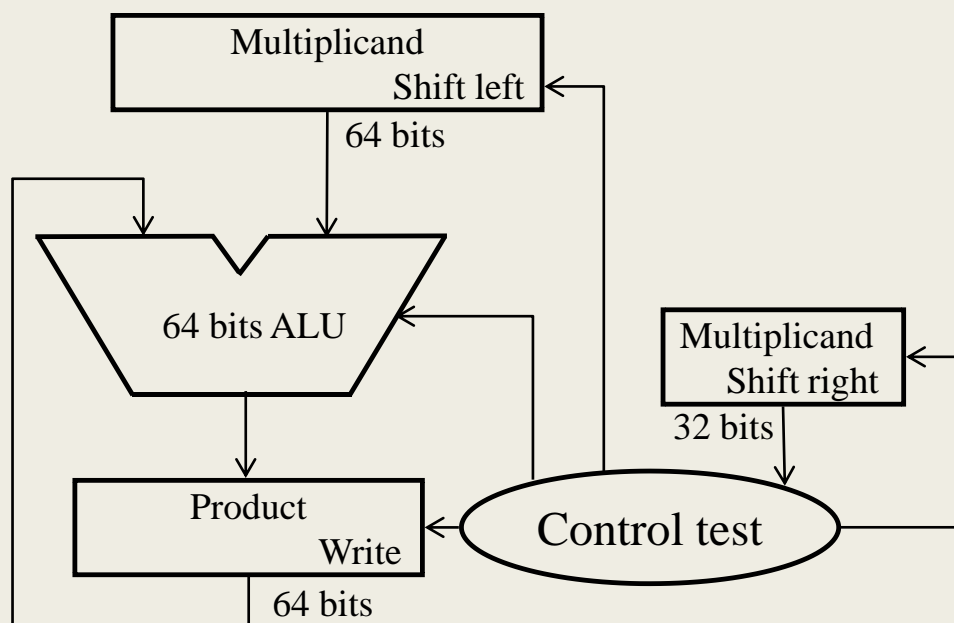 Multiplicand
Shift left
64 bits
64 bits ALU
Multiplicand
Shift right
32 bits
Product
Write
Control test
64 bits